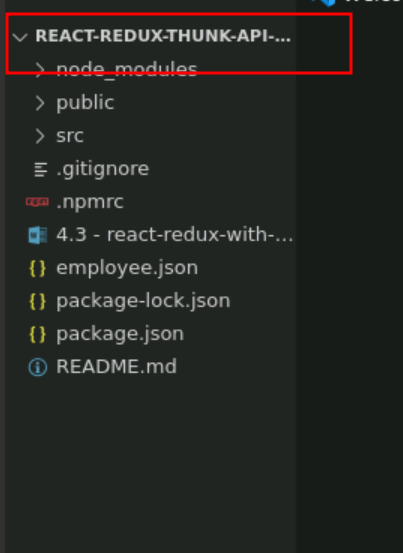 REACT-REDUX-THUNK-API-...
node_modules
public
src
.gitignore
.npmrc
4.3 - react-redux-with-...
employee.json
package-lock.json
package.json
README.md